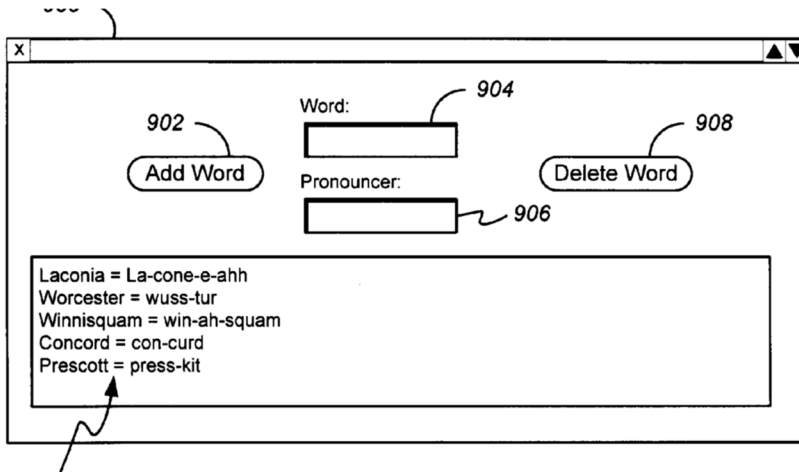 X
Word:
904
902
908
Add Word
Delete Word
Pronouncer:
906
Laconia = La-cone-e-ahh
Worcester = wuss-tur
Winnisquam = win-ah-squam
Concord = con-curd
Prescott = press-kit